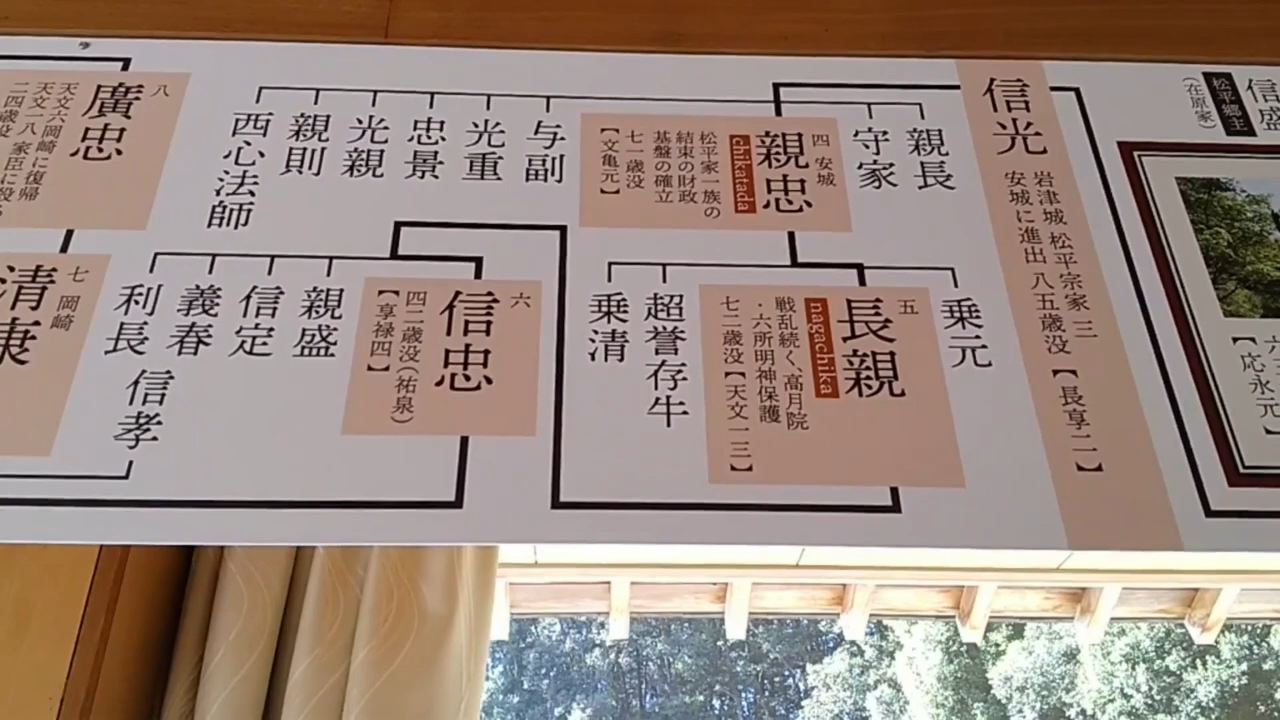 信盛
松平郷主
(在原家)
【応永元】
信光
岩津城 松平宗家 三
安城に進出 八五歳没【長享二】
親長
守家
四 安城
親忠
chikatada
松平家一族の
結束の財政
基盤の確立
七一歳没
【文亀元】
与副
光重
忠景
光親
親則
西心法師
乗元
五
長親
nagachika
戦乱続く、高月院
・六所明神保護
七二歳没【天文一三】
超誉存牛
乗清
六
信忠
四二歳没(祐泉)
【享禄四】
親盛
信定
義春
利長
信孝
八
廣忠
天文六岡崎に復帰
天文一八家臣に殺
二四歳没
七 岡崎
清康